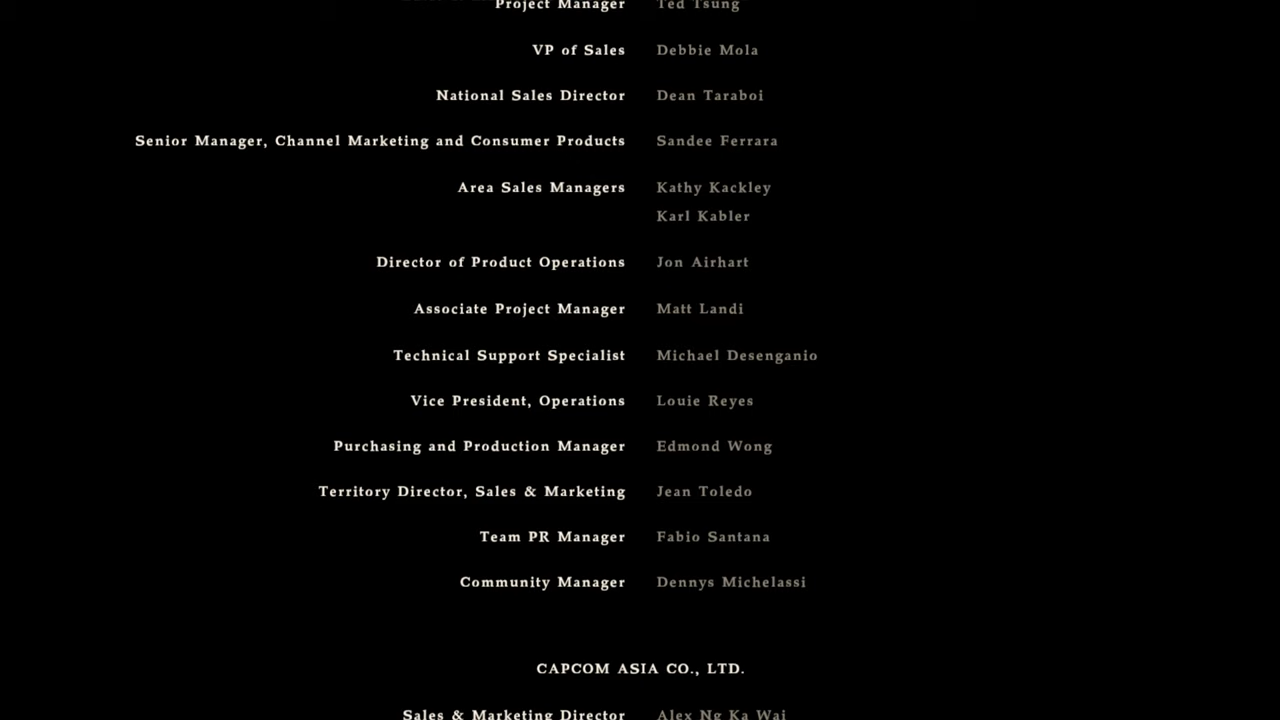 Project Manager Ted Tsung
VP of Sales Debbie Mola
National Sales Director Dean Taraboi
Senior Manager, Channel Marketing and Consumer Products Sandee Ferrara
Area Sales Managers Kathy Kackley
Karl Kabler
Director of Product Operations Jon Airhart
Associate Project Manager Matt Landi
Technical Support Specialist Michael Desenganio
Vice President, Operations Louie Reyes
Purchasing and Production Manager Edmond Wong
Territory Director, Sales & Marketing Jean Toledo
Team PR Manager Fabio Santana
Community Manager Dennys Michelassi
CAPCOM ASIA CO., LTD.
Sales & Marketing Director Alex Ng Ka Wai